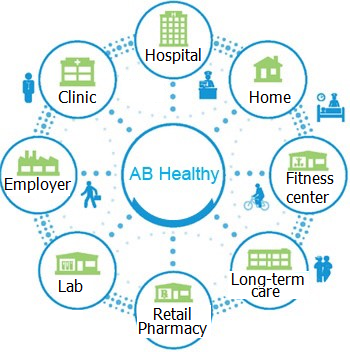 Hospital
Clinic
Home
AB Healthy
Employer
Fitness
center
Lab
Long-term
care
Retail
Pharmacy